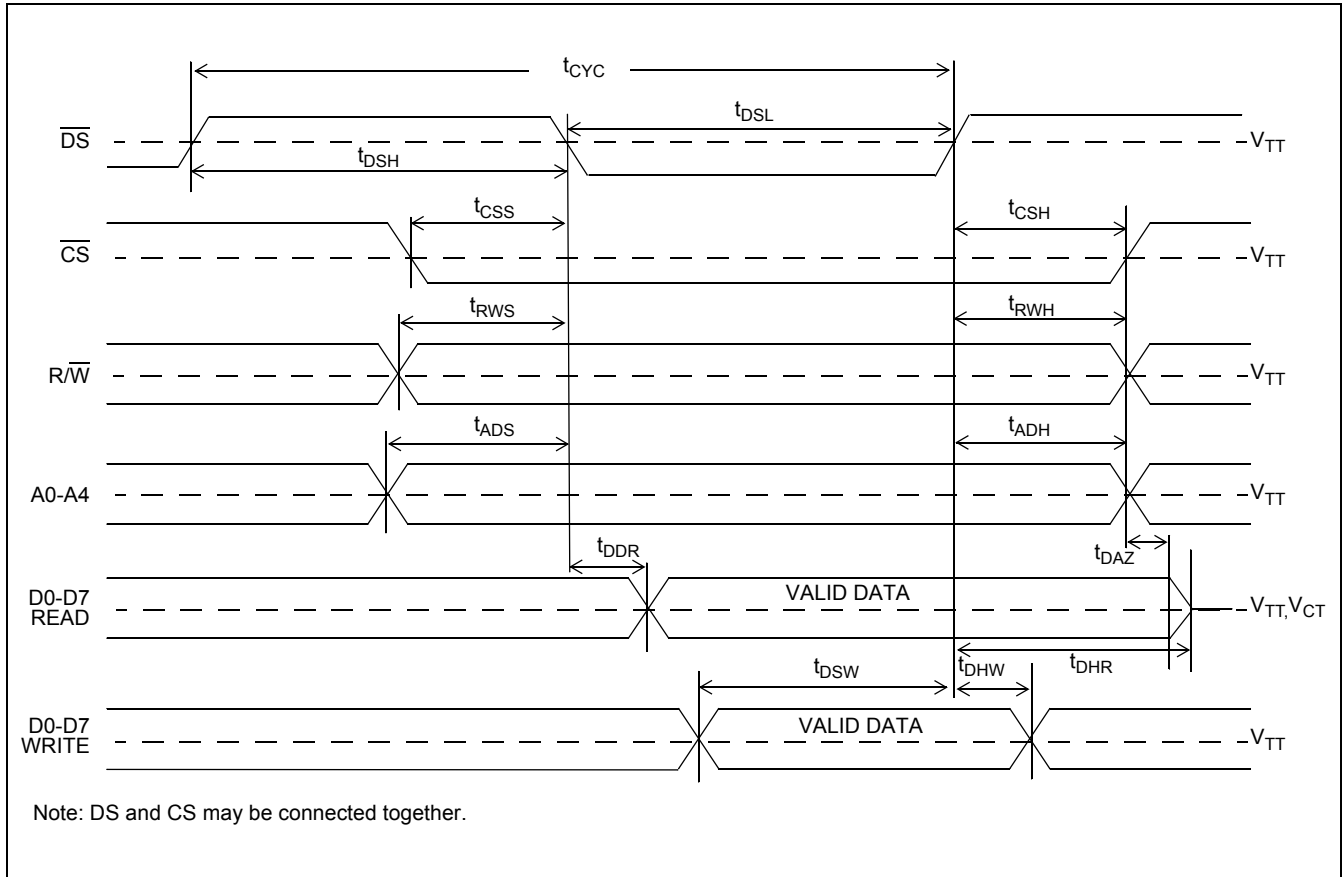 tCYC
DS
tDSH
tDSL
VTT
CS
tCSS
tCSH
VTT
R/W
tRWS
tRWH
VTT
A0-A4
tADS
tADH
VTT
tDDR
tDAZ
D0-D7
READ
VALID DATA
VTT,VCT
tDSW
tDHW
tDHR
D0-D7
WRITE
VALID DATA
VTT
Note: DS and CS may be connected together.